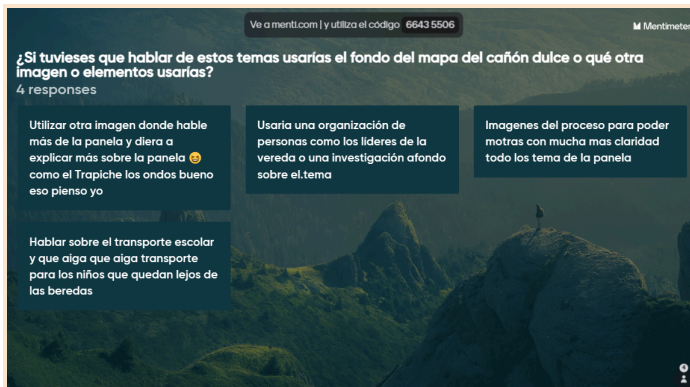 Ve a menti.com | y utiliza el código 6643 5506
Mentimeter
¿Si tuvieses que hablar de estos temas usarías el fondo del mapa del cañón dulce o qué otra
imagen o elementos usarías?
4 responses
Utilizar otra imagen donde hable
más de la panela y diera a
explicar más sobre la panela 😆
como el Trapiche los ondos bueno
eso pienso yo
Usaria una organización de
personas como los líderes de la
vereda o una investigación afondo
sobre el.tema
Imagenes del proceso para poder
motras con mucha mas claridad
todo los tema de la panela
Hablar sobre el transporte escolar
y que aiga que aiga transporte
para los niños que quedan lejos de
las beredas